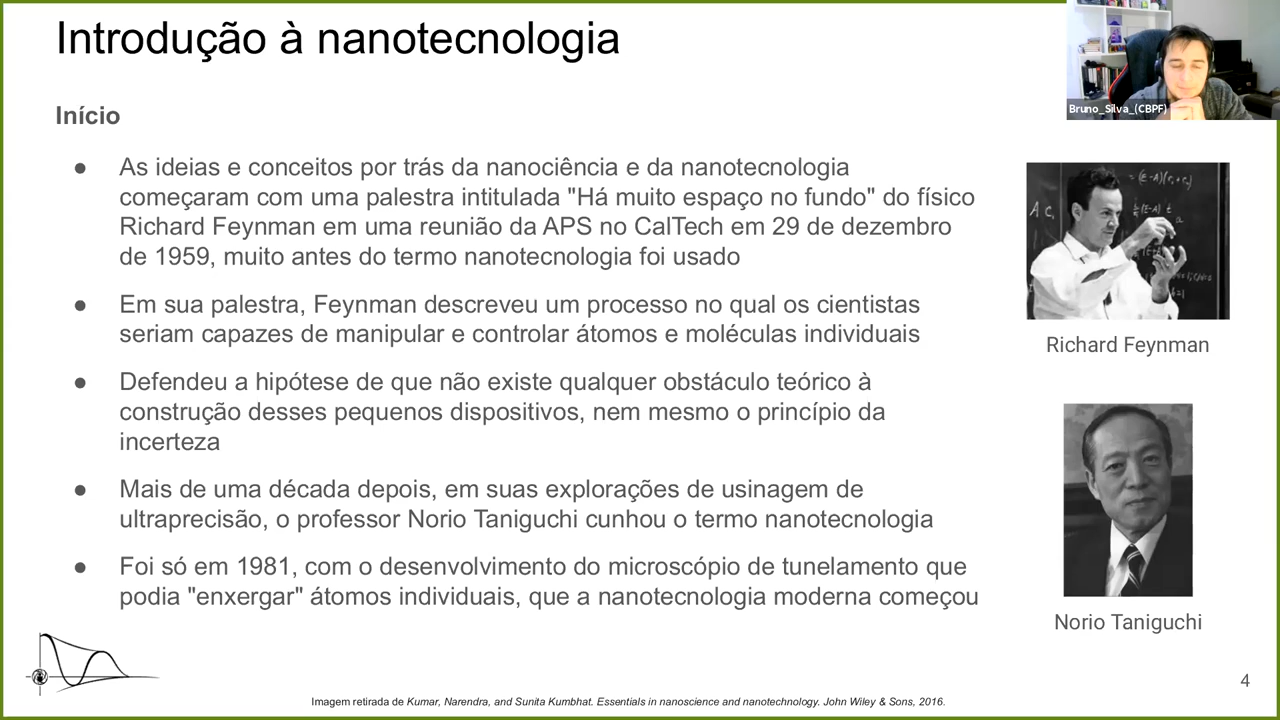 Introdução à nanotecnologia
Bruno_Silva_(CBPF)
Início
● As ideias e conceitos por trás da nanociência e da nanotecnologia
começaram com uma palestra intitulada "Há muito espaço no fundo" do físico
Richard Feynman em uma reunião da APS no CalTech em 29 de dezembro
de 1959, muito antes do termo nanotecnologia foi usado
● Em sua palestra, Feynman descreveu um processo no qual os cientistas
seriam capazes de manipular e controlar átomos e moléculas individuais
● Defendeu a hipótese de que não existe qualquer obstáculo teórico à
construção desses pequenos dispositivos, nem mesmo o princípio da
incerteza
● Mais de uma década depois, em suas explorações de usinagem de
ultraprecisão, o professor Norio Taniguchi cunhou o termo nanotecnologia
● Foi só em 1981, com o desenvolvimento do microscópio de tunelamento que
podia "enxergar" átomos individuais, que a nanotecnologia moderna começou
Richard Feynman
Norio Taniguchi
Imagem retirada de Kumar, Narendra, and Sunita Kumbhat. Essentials in nanoscience and nanotechnology. John Wiley & Sons, 2016.
4